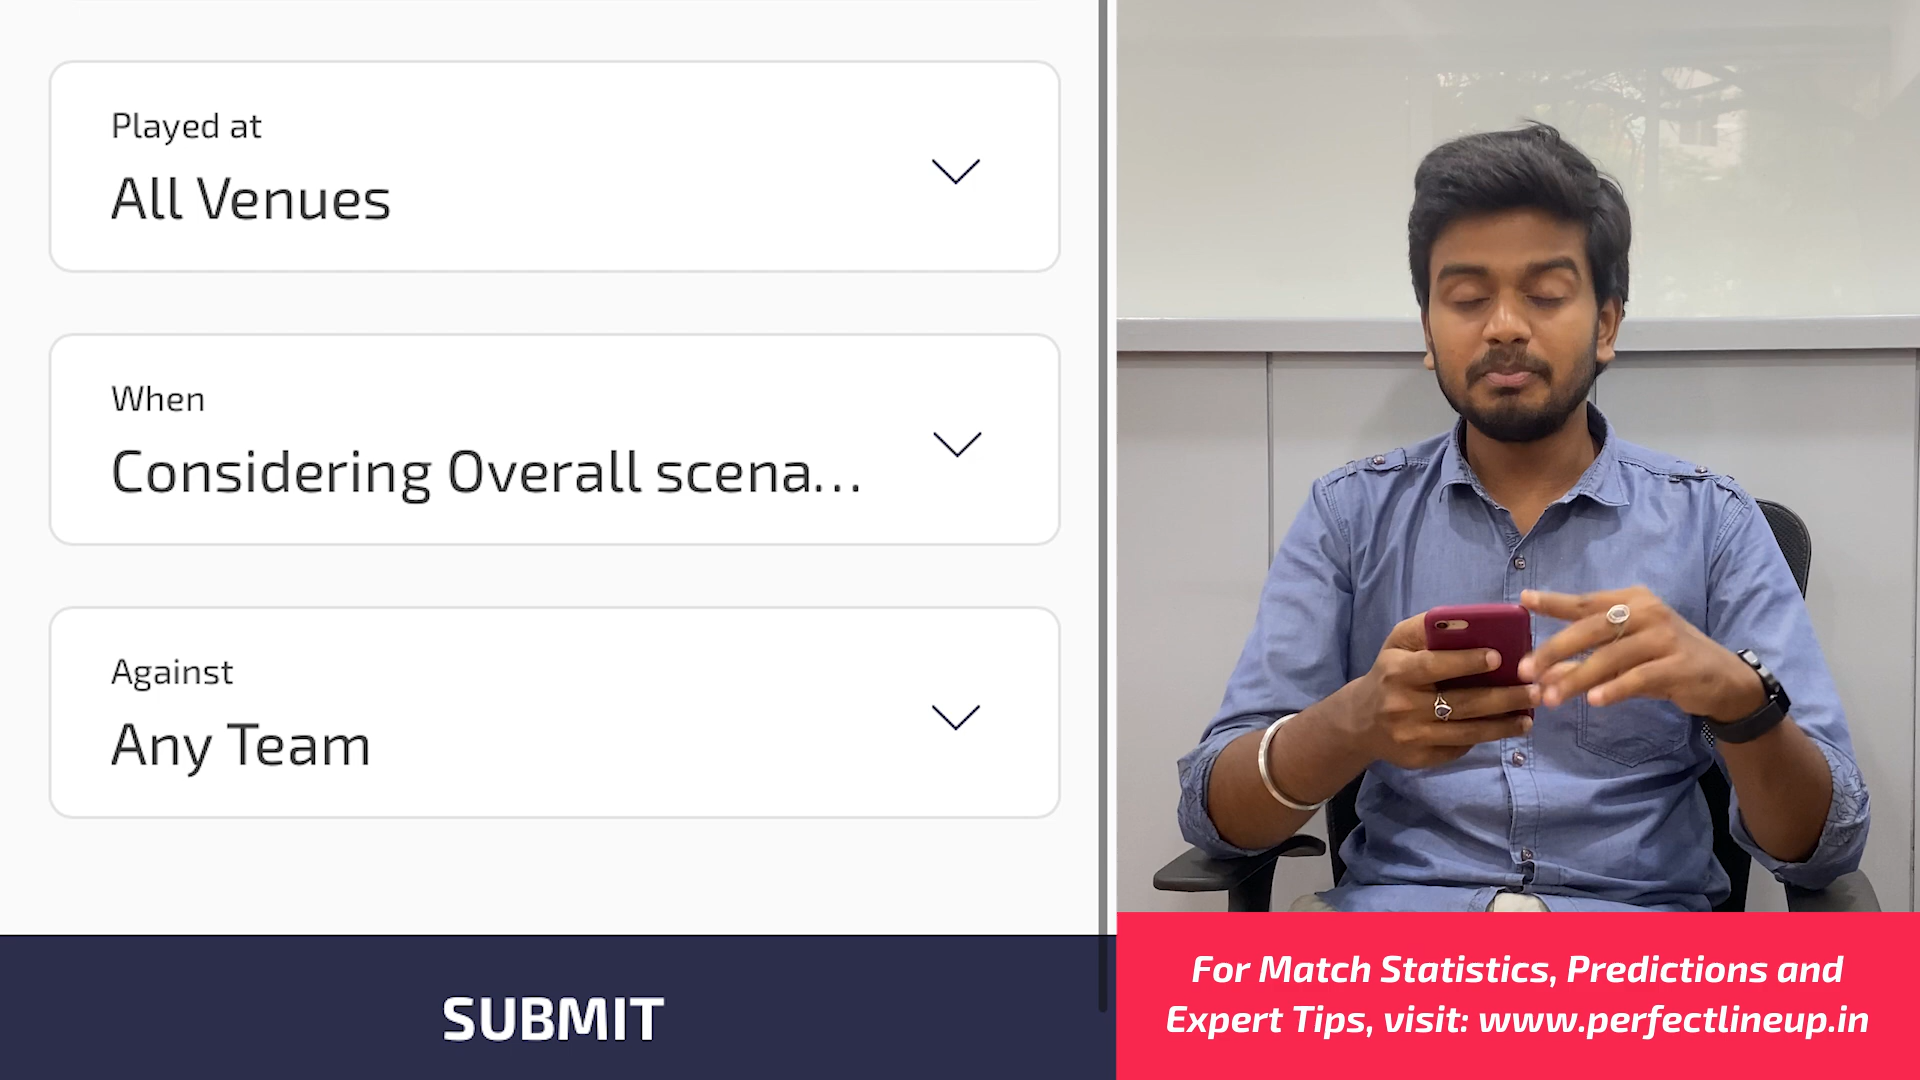 Played at
All Venues
When
Considering Overall scena...
Against
Any Team
SUBMIT
For Match Statistics, Predictions and
Expert Tips, visit: www.perfectlineup.in